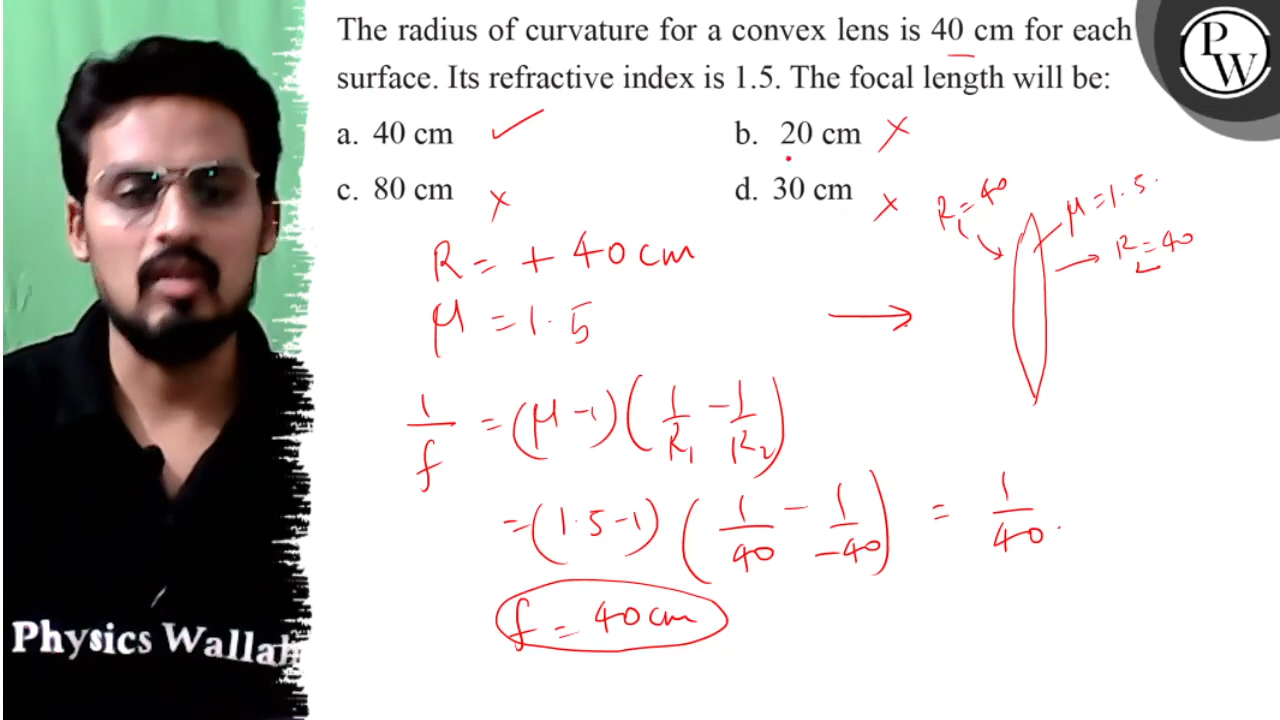 The radius of curvature for a convex lens is 40 cm for each
surface. Its refractive index is 1.5. The focal length will be:
a. 40 cm ✓
b. 20 cm ×
c. 80 cm ×
d. 30 cm ×
R = + 40 cm
μ = 1.5
R = 40
μ = 1.5
R = 40
1/f = (μ - 1) (1/R₁ - 1/R₂)
= (1.5 - 1) (1/40 - 1/-40) = 1/40.
f = 40 cm
PW
Physics Wallah